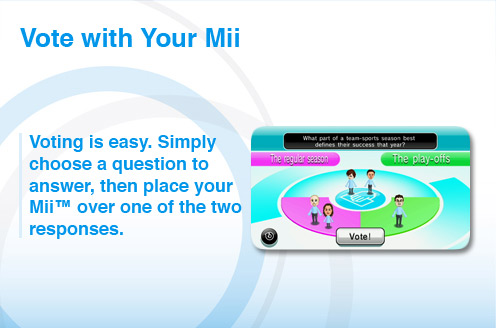 Vote with Your Mii
Voting is easy. Simply
choose a question to
answer, then place your
Mii™ over one of the two
responses.
What part of a team-sports season best
defines their success that year?
The regular season
The play-offs
Vote!